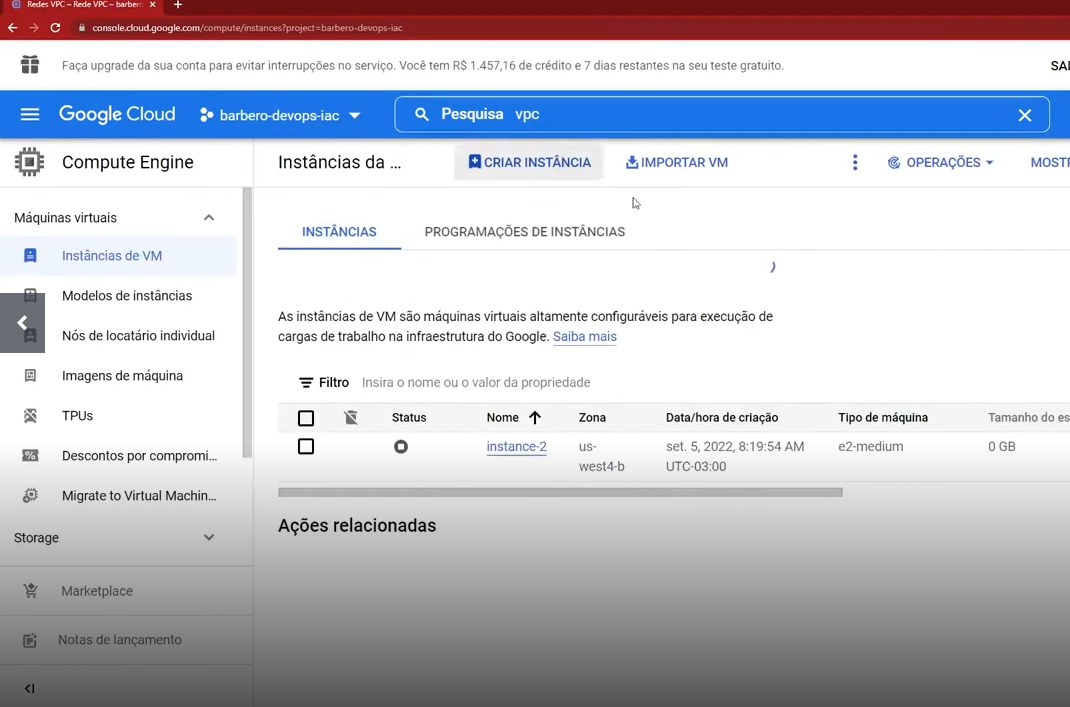 Redes VPC – Rede VPC – barbero
console.cloud.google.com/compute/instances?project=barbero-devops-iac
Faça upgrade da sua conta para evitar interrupções no serviço. Você tem R$ 1.457,16 de crédito e 7 dias restantes na seu teste gratuito.
SAI
Google Cloud
barbero-devops-iac
Pesquisa vpc
Compute Engine
Instâncias da ...
CRIAR INSTÂNCIA
IMPORTAR VM
OPERAÇÕES
MOSTR
Máquinas virtuais
Instâncias de VM
Modelos de instâncias
Nós de locatário individual
Imagens de máquina
TPUs
Descontos por compromi...
Migrate to Virtual Machin...
Storage
Marketplace
Notas de lançamento
INSTÂNCIAS
PROGRAMAÇÕES DE INSTÂNCIAS
As instâncias de VM são máquinas virtuais altamente configuráveis para execução de
cargas de trabalho na infraestrutura do Google. Saiba mais
Filtro Insira o nome ou o valor da propriedade
Status Nome Zona Data/hora de criação Tipo de máquina Tamanho do es
instance-2 us- set. 5, 2022, 8:19:54 AM e2-medium 0 GB
west4-b UTC-03:00
Ações relacionadas